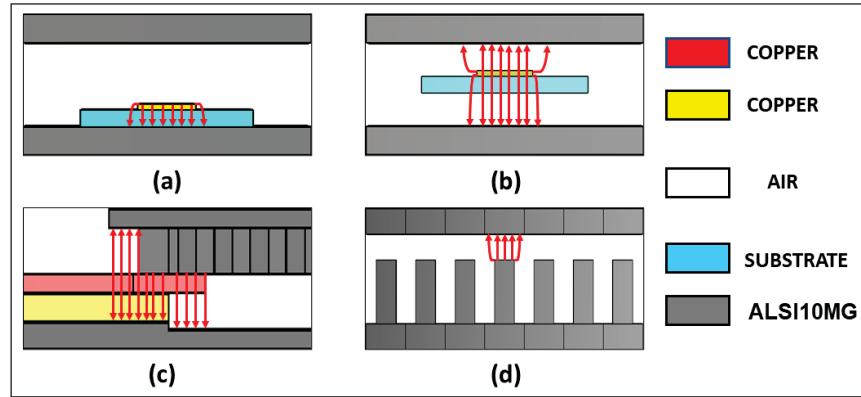 COPPER
COPPER
AIR
SUBSTRATE
ALSI10MG
(a)
(b)
(c)
(d)